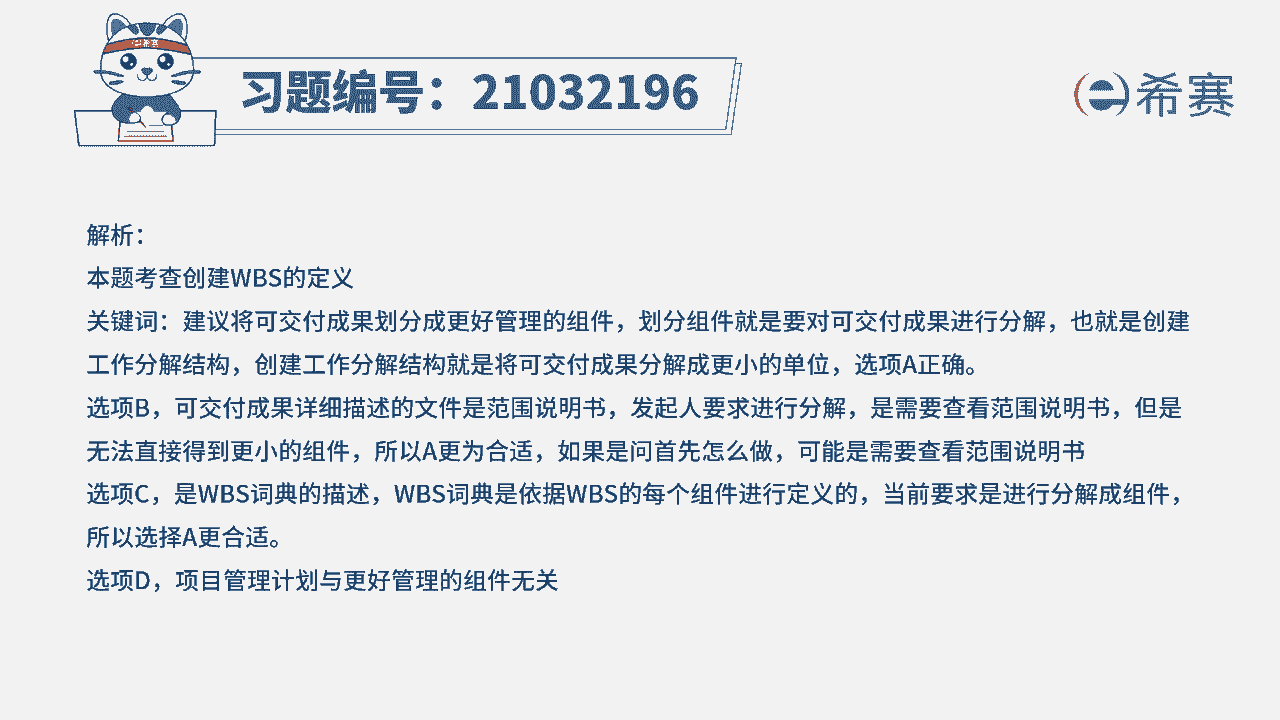 习题编号：21032196
希赛
解析：
本题考查创建WBS的定义
关键词：建议将可交付成果划分成更好管理的组件，划分组件就是要对可交付成果进行分解，也就是创建
工作分解结构，创建工作分解结构就是将可交付成果分解成更小的单位，选项A正确。
选项B，可交付成果详细描述的文件是范围说明书，发起人要求进行分解，是需要查看范围说明书，但是
无法直接得到更小的组件，所以A更为合适，如果是问首先怎么做，可能是需要查看范围说明书
选项C，是WBS词典的描述，WBS词典是依据WBS的每个组件进行定义的，当前要求是进行分解成组件，
所以选择A更合适。
选项D，项目管理计划与更好管理的组件无关